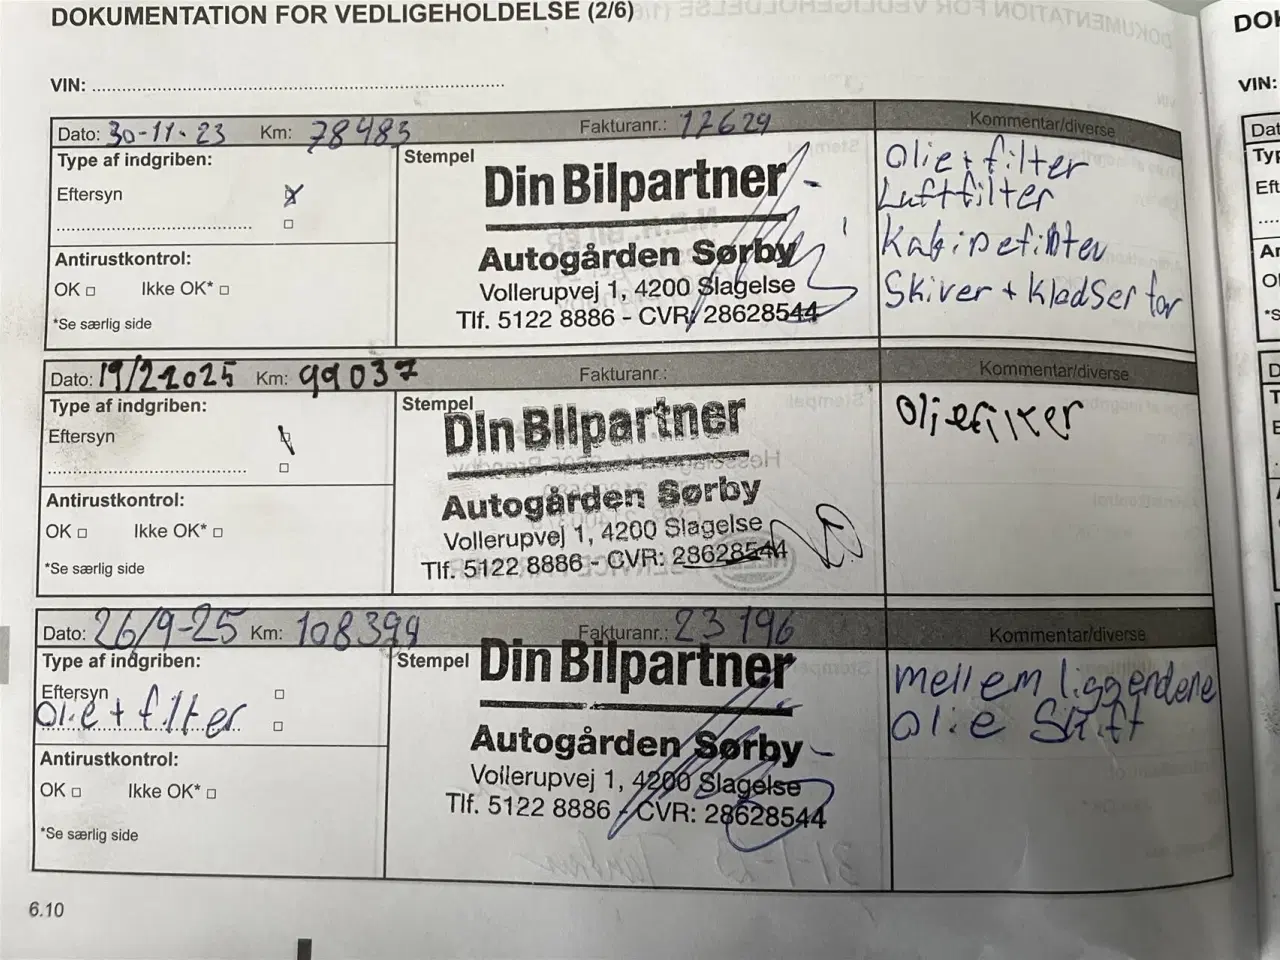 DOKUMENTATION FOR VEDLIGEHOLDELSE (2/6)
VIN:
Dato: 30-11-23 Km: 78483 Fakturanr.: 17629 Kommentar/diverse
Type af indgriben:
Eftersyn
Antirustkontrol:
OK Ikke OK*
*Se særlig side
Stempel
Din Bilpartner
Autogården Sørby
Vollerupvej 1, 4200 Slagelse
Tlf. 5122 8886 - CVR: 28628544
Olie + filter
Luftfilter
Kabinefilter
Skiver + klodser for
Dato: 19/2-2025 Km: 99037 Fakturanr.: Kommentar/diverse
Type af indgriben:
Eftersyn
Antirustkontrol:
OK Ikke OK*
*Se særlig side
Stempel
Din Bilpartner
Autogården Sørby
Vollerupvej 1, 4200 Slagelse
Tlf. 5122 8886 - CVR: 28628544
Oliefilter
Dato: 26/9-25 Km: 108399 Fakturanr.: 23196 Kommentar/diverse
Type af indgriben:
Eftersyn
olie + filter
Antirustkontrol:
OK Ikke OK*
*Se særlig side
Stempel
Din Bilpartner
Autogården Sørby
Vollerupvej 1, 4200 Slagelse
Tlf. 5122 8886 - CVR: 28628544
mellem liggendene
olie Skift
6.10
VIN: